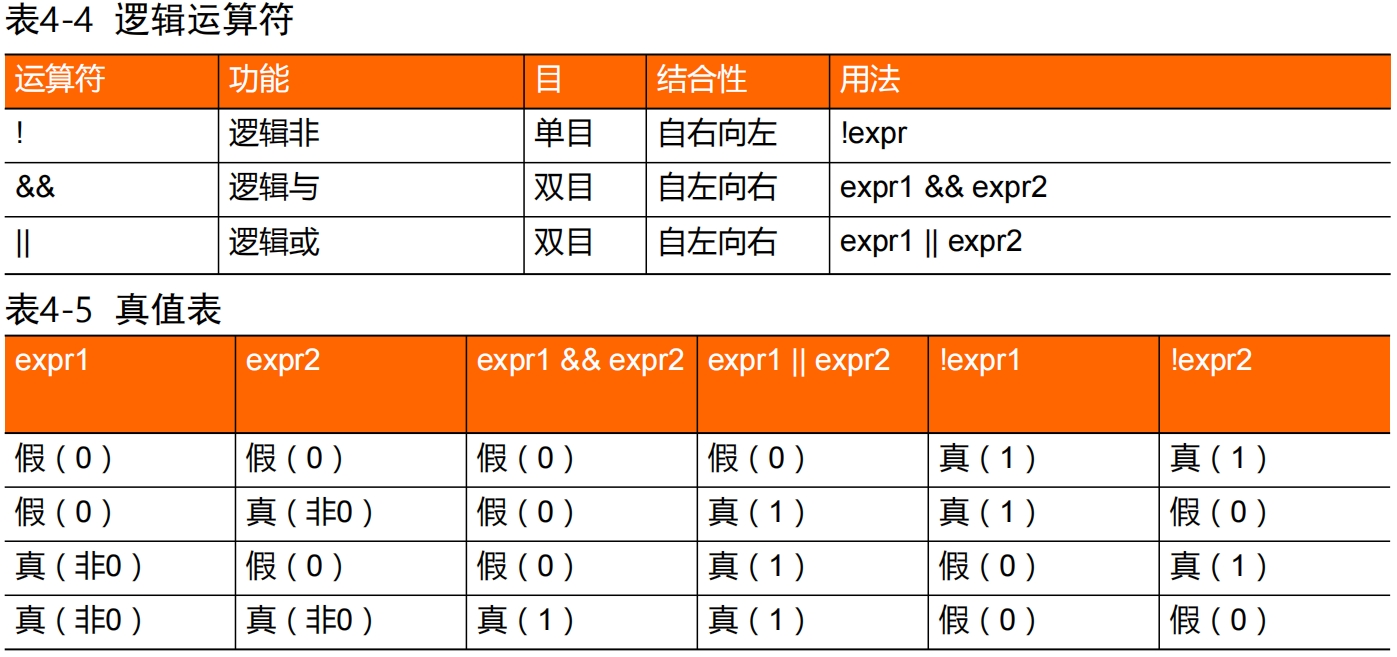 表4-4 逻辑运算符
运算符 功能 目 结合性 用法
! 逻辑非 单目 自右向左 !expr
&& 逻辑与 双目 自左向右 expr1 && expr2
|| 逻辑或 双目 自左向右 expr1 || expr2
表4-5 真值表
expr1 expr2 expr1 && expr2 expr1 || expr2 !expr1 !expr2
假（0） 假（0） 假（0） 假（0） 真（1） 真（1）
假（0） 真（非0） 假（0） 真（1） 真（1） 假（0）
真（非0） 假（0） 假（0） 真（1） 假（0） 真（1）
真（非0） 真（非0） 真（1） 真（1） 假（0） 假（0）